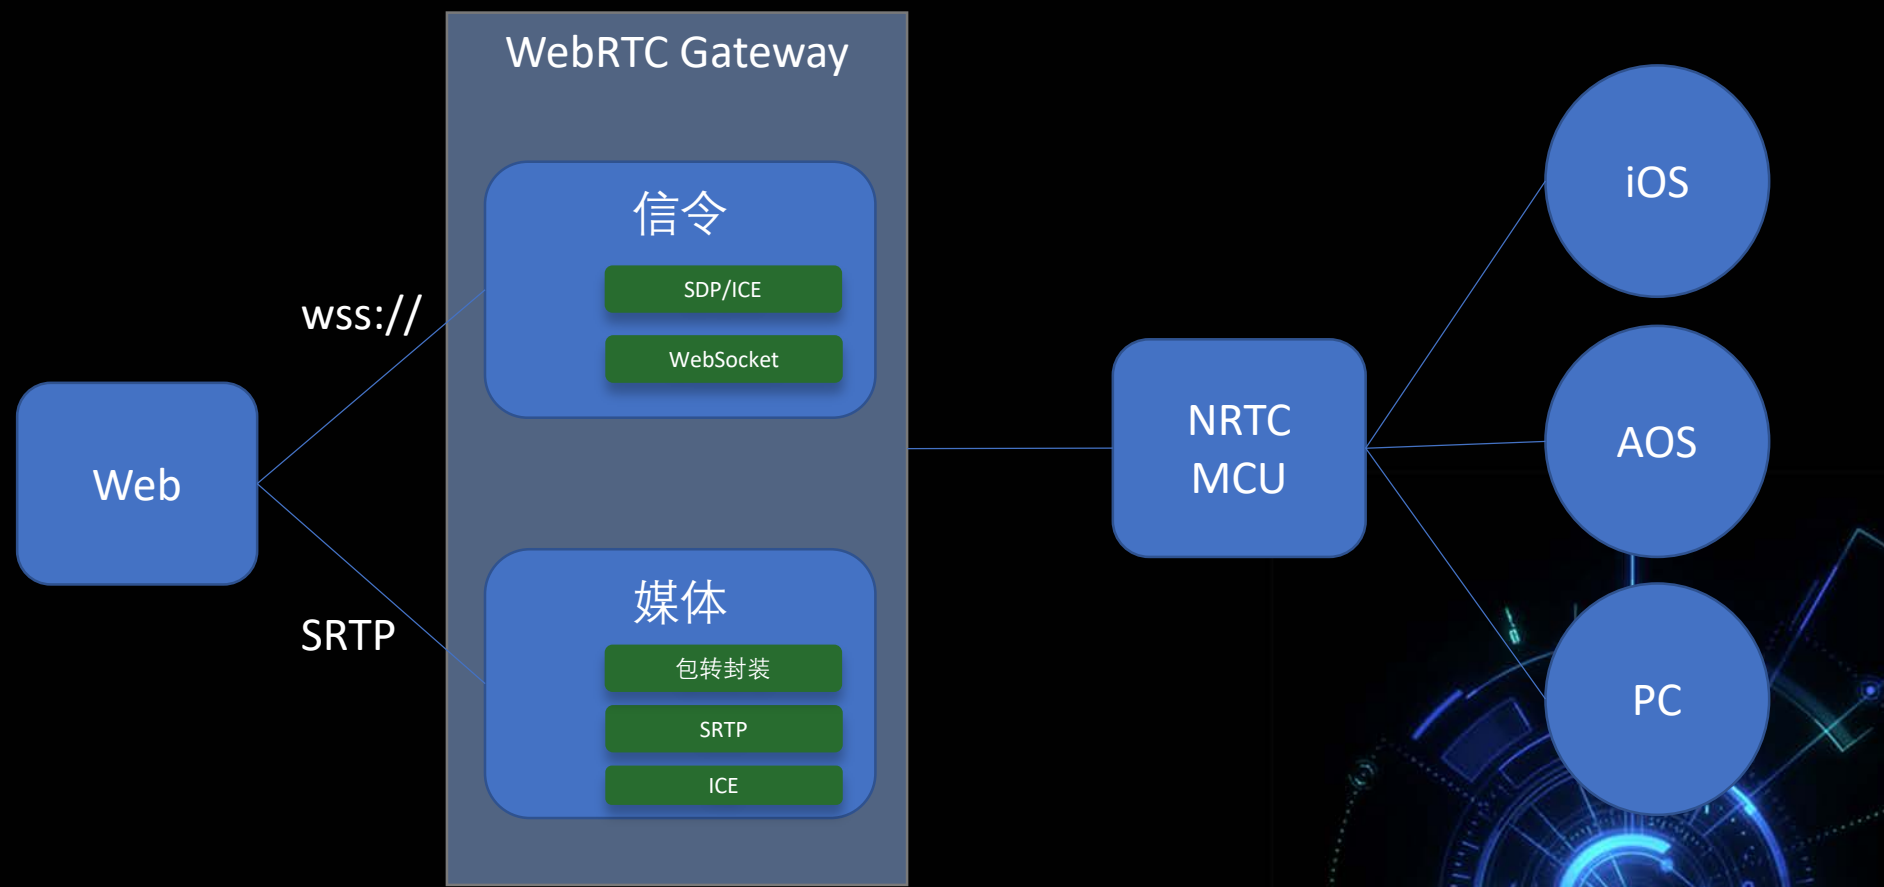 WebRTC Gateway
信令
SDP/ICE
WebSocket
wss://
Web
SRTP
媒体
包转封装
SRTP
ICE
NRTC
MCU
iOS
AOS
PC